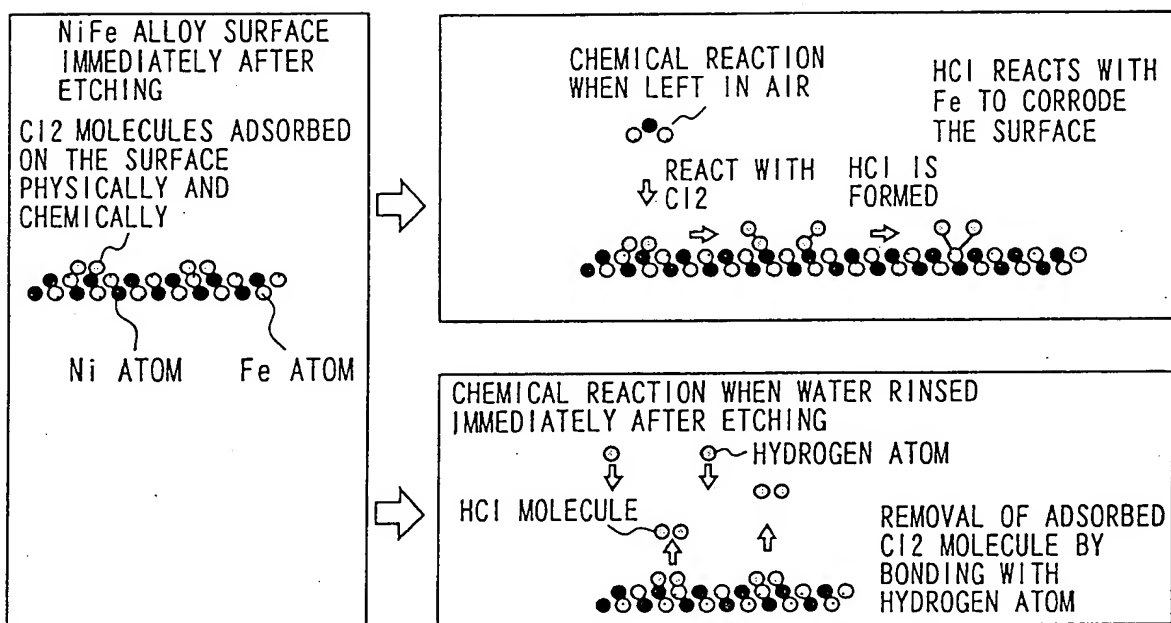 NiFe ALLOY SURFACE
IMMEDIATELY AFTER
ETCHING
Cl2 MOLECULES ADSORBED
ON THE SURFACE
PHYSICALLY AND
CHEMICALLY
Ni ATOM
Fe ATOM
CHEMICAL REACTION
WHEN LEFT IN AIR
HCl REACTS WITH
Fe TO CORRODE
THE SURFACE
REACT WITH
Cl2
HCl IS
FORMED
CHEMICAL REACTION WHEN WATER RINSED
IMMEDIATELY AFTER ETCHING
HYDROGEN ATOM
HCl MOLECULE
REMOVAL OF ADSORBED
Cl2 MOLECULE BY
BONDING WITH
HYDROGEN ATOM